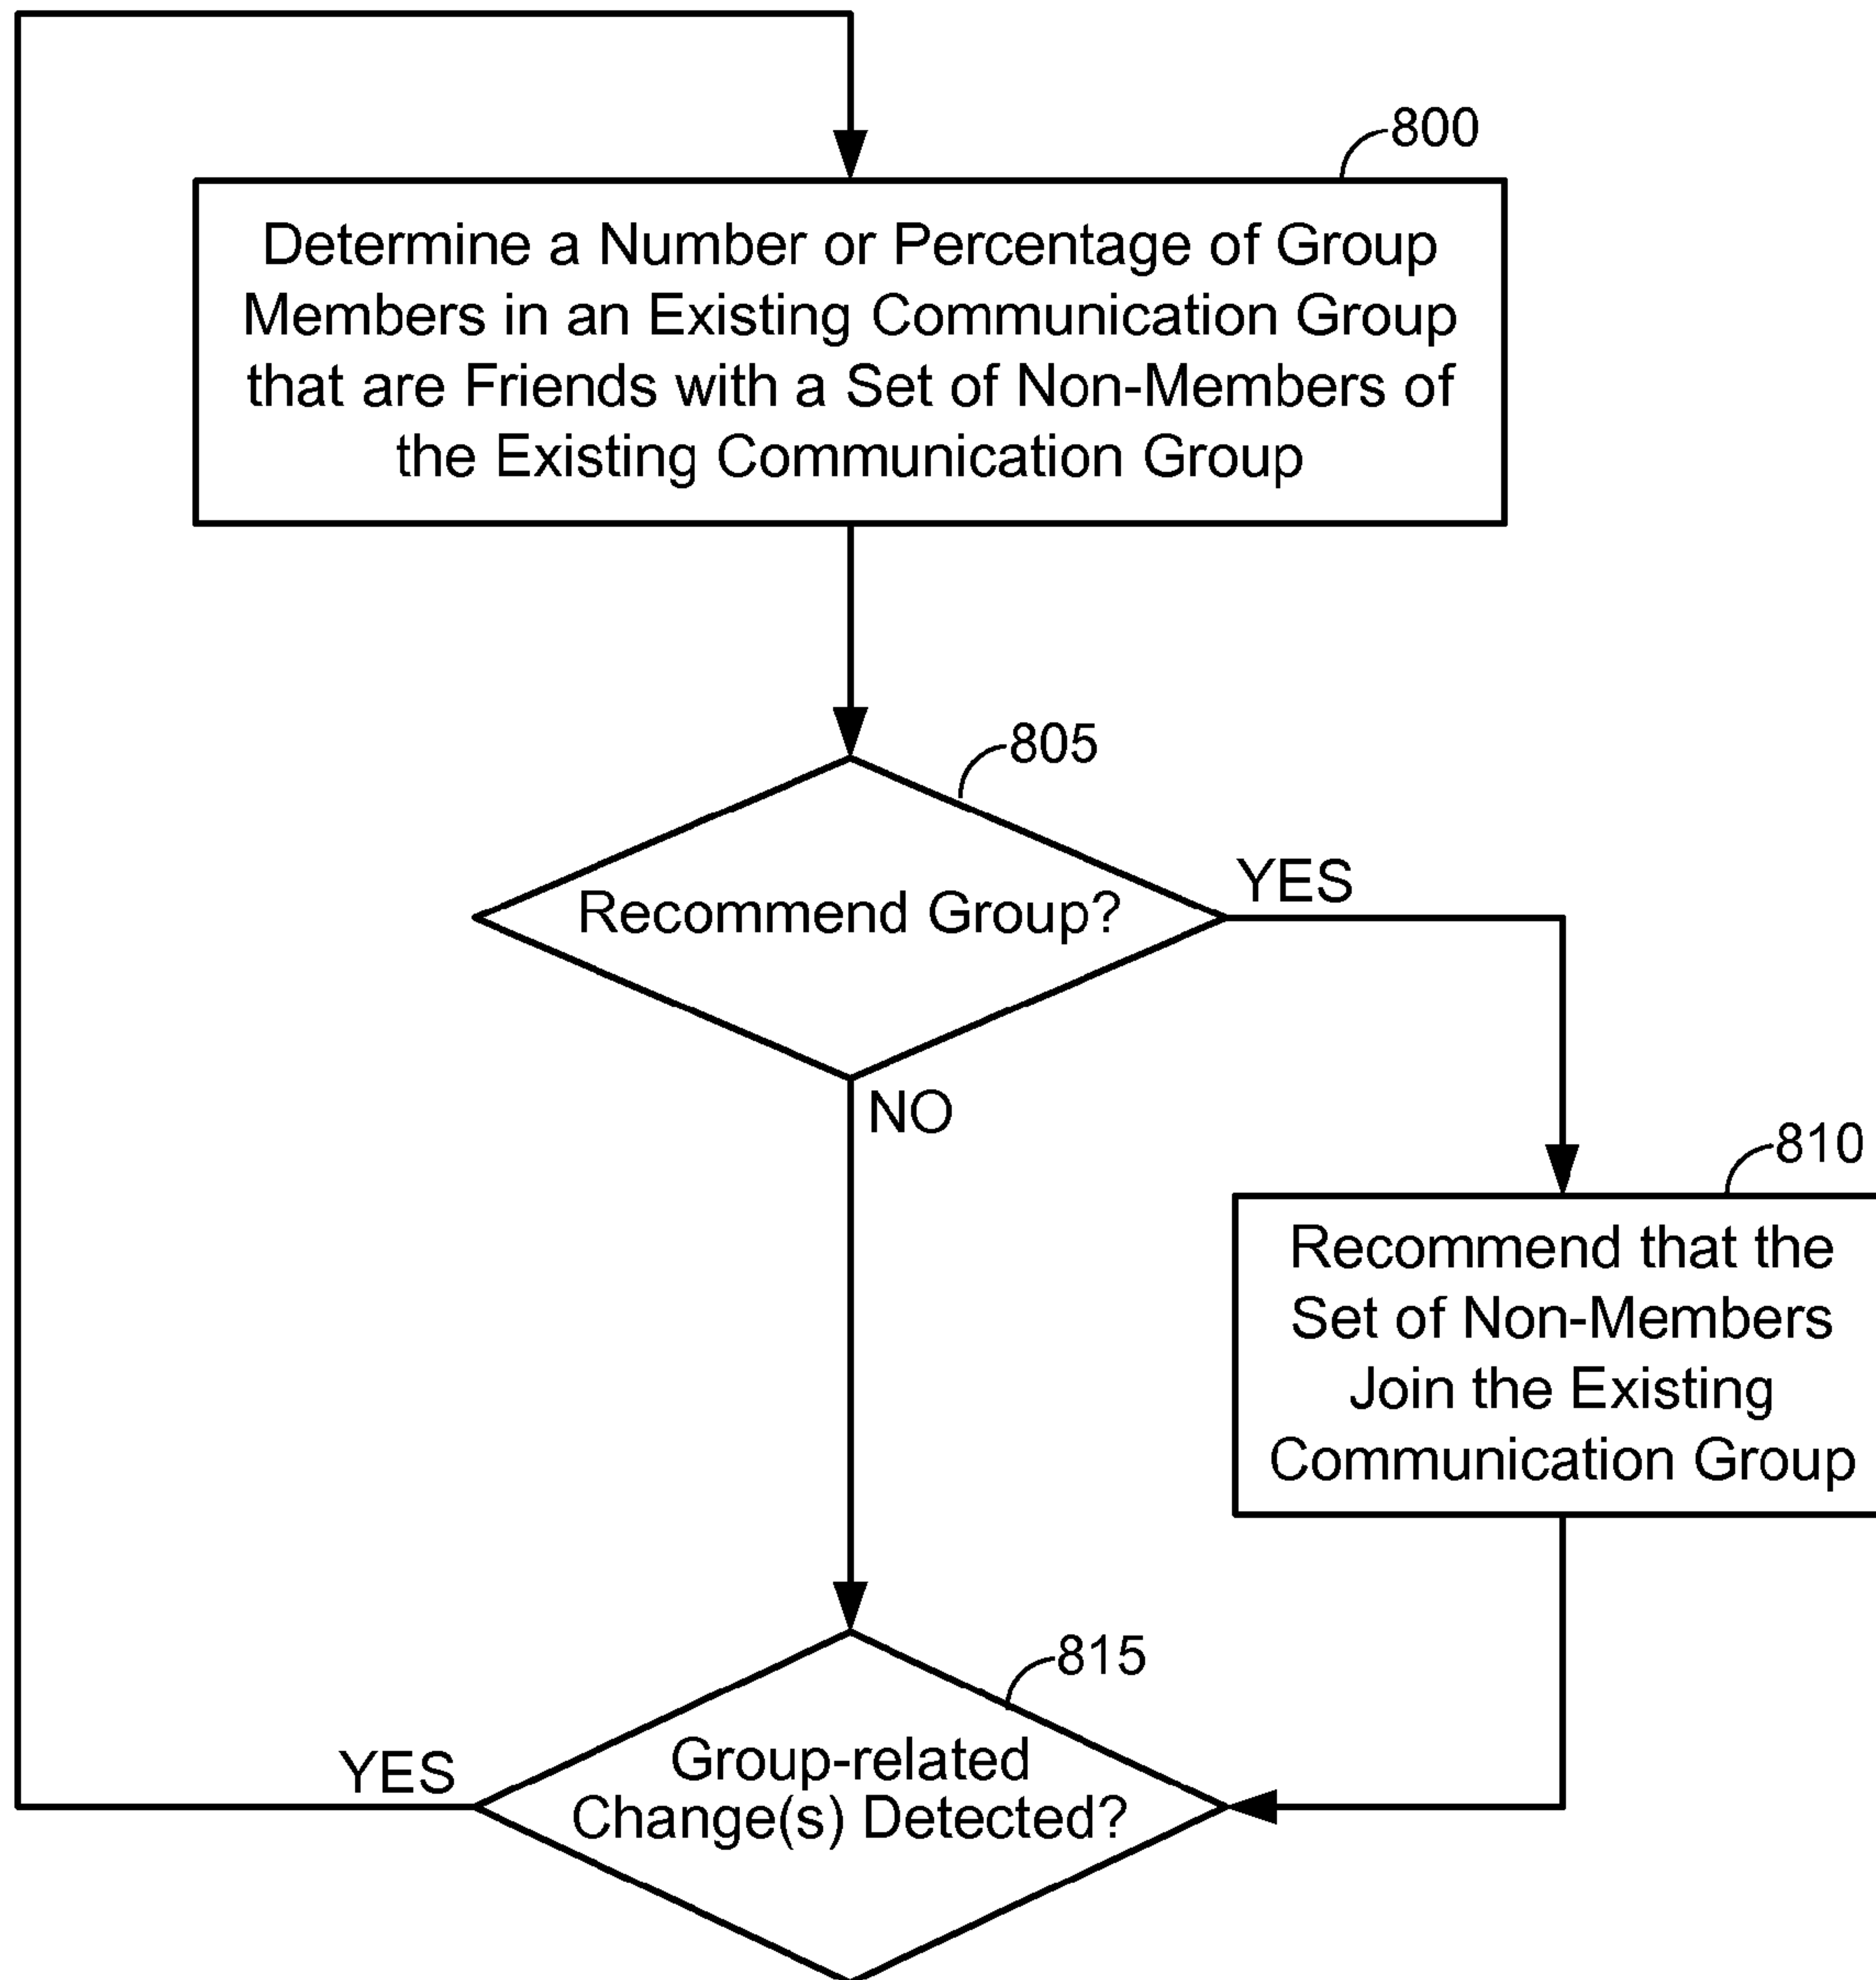 800
Determine a Number or Percentage of Group
Members in an Existing Communication Group
that are Friends with a Set of Non-Members of
the Existing Communication Group
805
Recommend Group?
YES
NO
810
Recommend that the
Set of Non-Members
Join the Existing
Communication Group
815
Group-related
Change(s) Detected?
YES